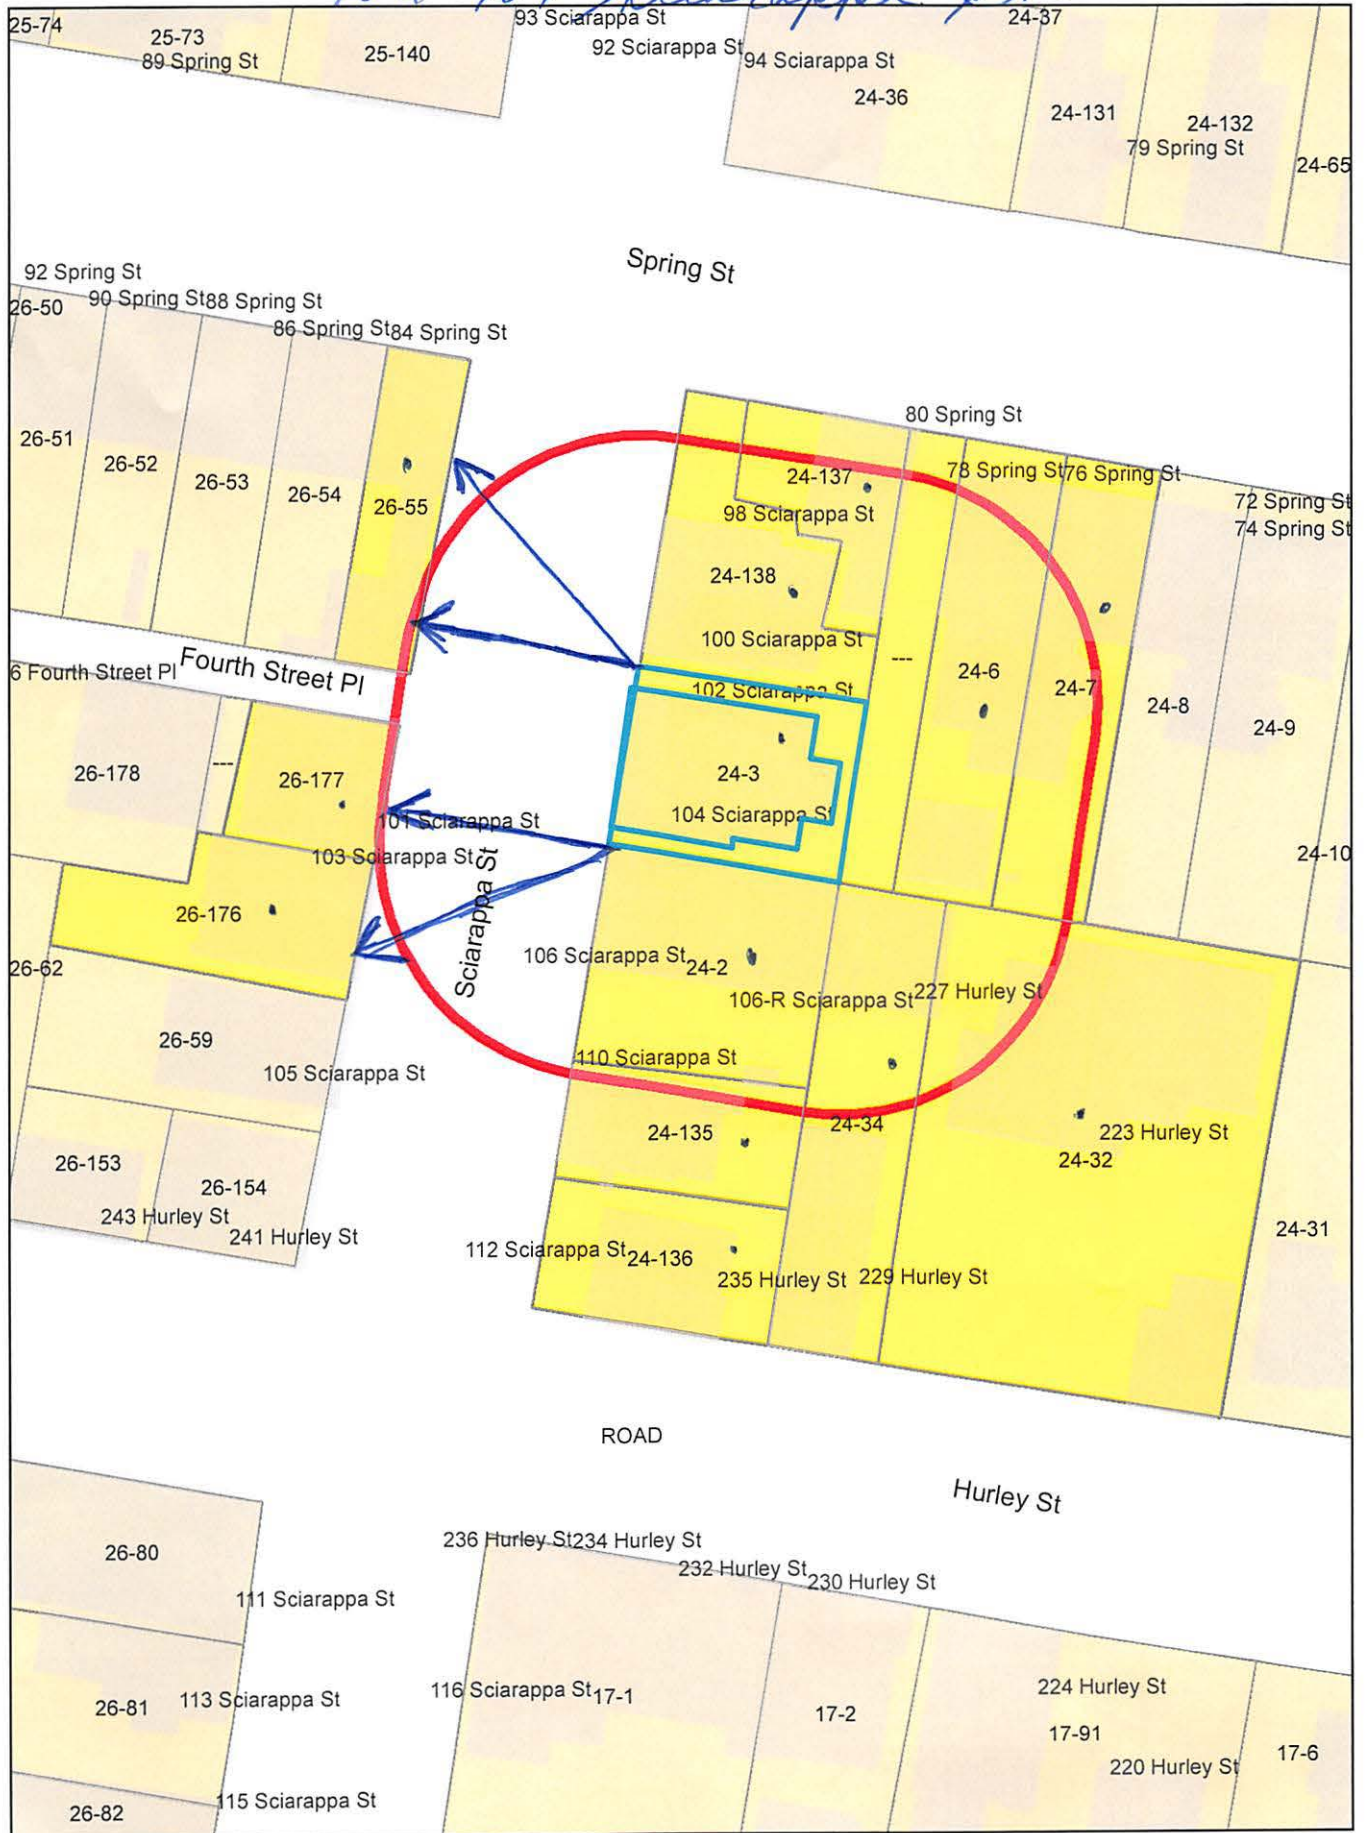 104 Sciarappa St
93 Sciarappa St
24-37
25-74
25-73
92 Sciarappa St
89 Spring St
25-140
94 Sciarappa St
24-36
24-131
24-132
79 Spring St
24-65
Spring St
92 Spring St
90 Spring St
88 Spring St
26-50
86 Spring St
84 Spring St
80 Spring St
26-51
26-52
26-53
26-54
26-55
24-137
78 Spring St
76 Spring St
72 Spring St
74 Spring St
98 Sciarappa St
24-138
100 Sciarappa St
---
24-6
24-7
24-8
24-9
6 Fourth Street Pl
Fourth Street Pl
102 Sciarappa St
26-178
---
26-177
24-3
104 Sciarappa St
101 Sciarappa St
103 Sciarappa St
24-10
Sciarappa St
26-176
26-62
106 Sciarappa St
24-2
106-R Sciarappa St
227 Hurley St
26-59
105 Sciarappa St
110 Sciarappa St
24-135
24-34
223 Hurley St
24-32
26-153
26-154
243 Hurley St
241 Hurley St
112 Sciarappa St
24-136
235 Hurley St
229 Hurley St
24-31
ROAD
Hurley St
26-80
236 Hurley St
234 Hurley St
232 Hurley St
230 Hurley St
111 Sciarappa St
26-81
113 Sciarappa St
116 Sciarappa St
17-1
17-2
224 Hurley St
17-91
220 Hurley St
17-6
26-82
115 Sciarappa St